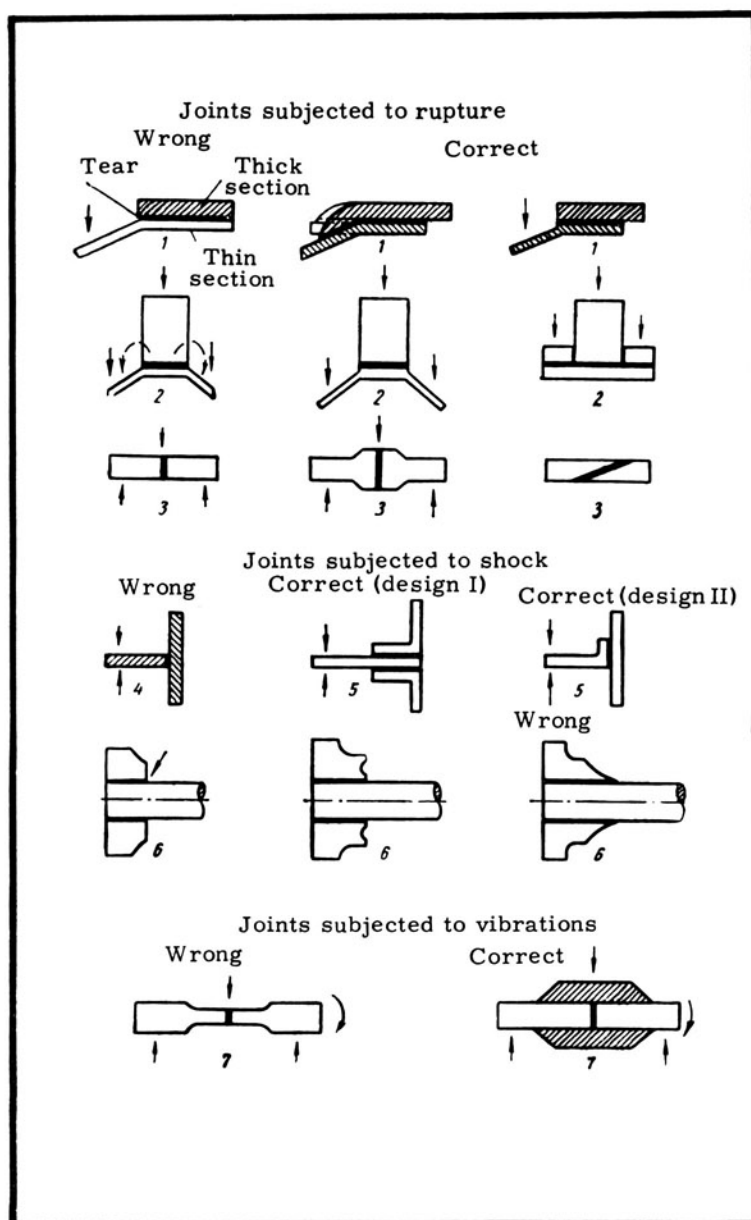 Joints subjected to rupture
Wrong
Correct
Tear
Thick
section
Thin
section
1
1
1
2
2
2
3
3
3
Joints subjected to shock
Wrong
Correct (design I)
Correct (design II)
4
5
5
Wrong
6
6
6
Joints subjected to vibrations
Wrong
Correct
7
7